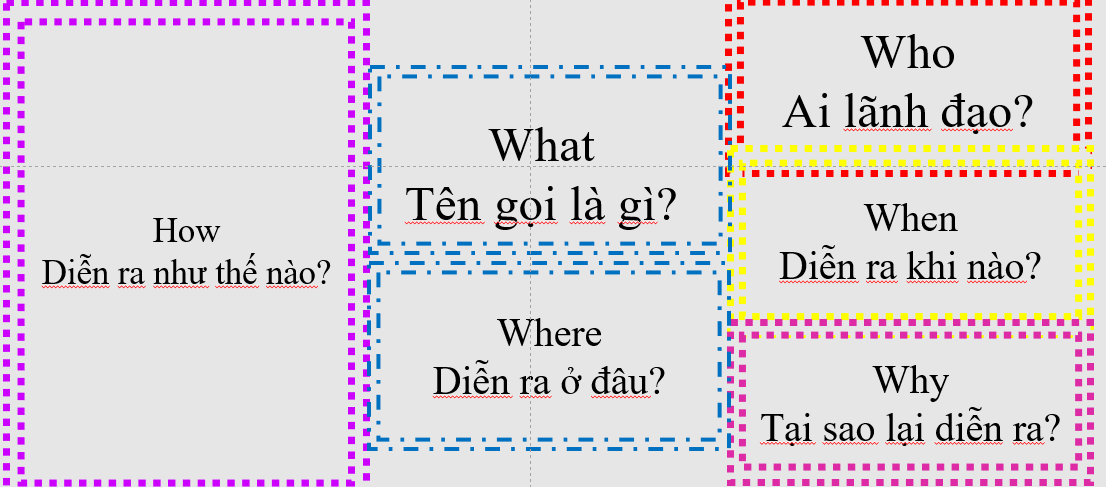 How
Diễn ra như thế nào?
What
Tên gọi là gì?
Where
Diễn ra ở đâu?
Who
Ai lãnh đạo?
When
Diễn ra khi nào?
Why
Tại sao lại diễn ra?